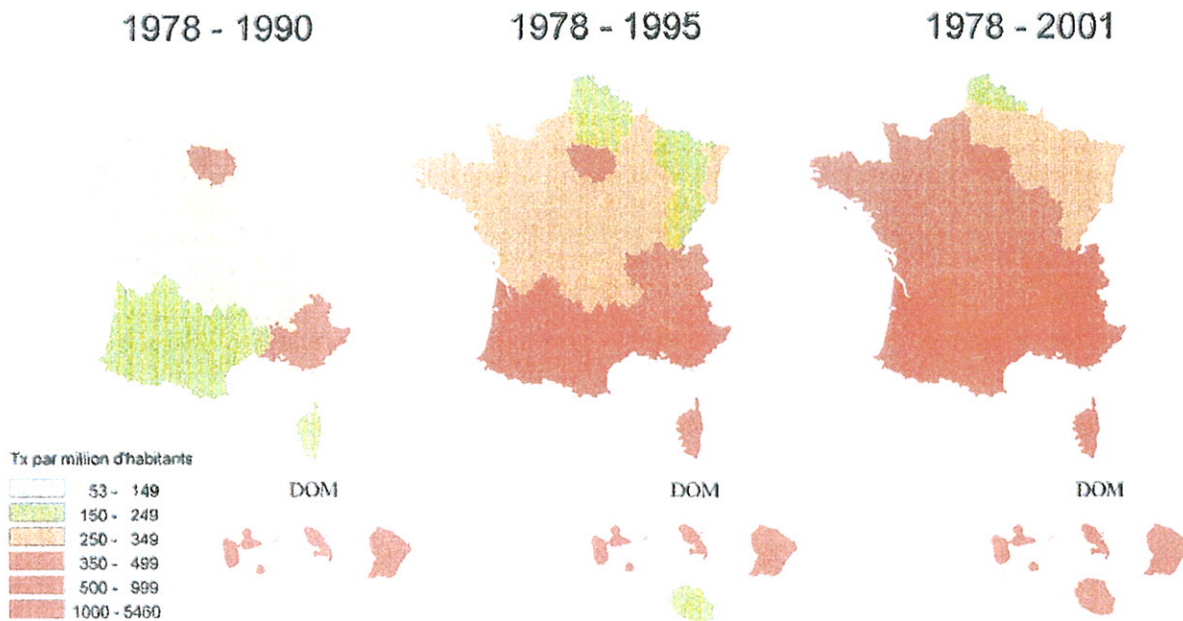 1978 - 1990
1978 - 1995
1978 - 2001
Tx par million d'habitants
53 - 149
150 - 249
250 - 349
350 - 499
500 - 999
1000 - 5460
DOM
DOM
DOM